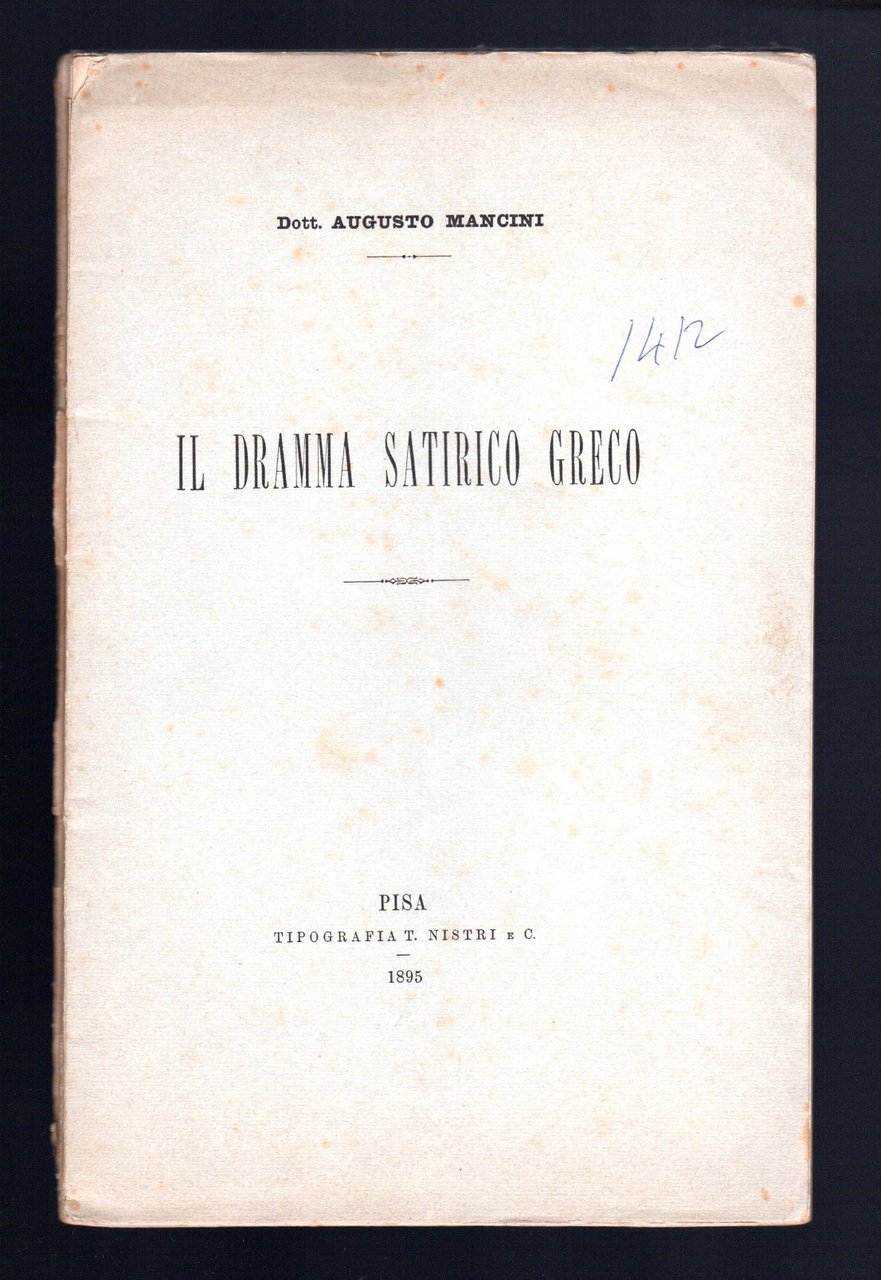 Dott. AUGUSTO MANCINI
1412
IL DRAMMA SATIRICO GRECO
PISA
TIPOGRAFIA T. NISTRI E C.
1895